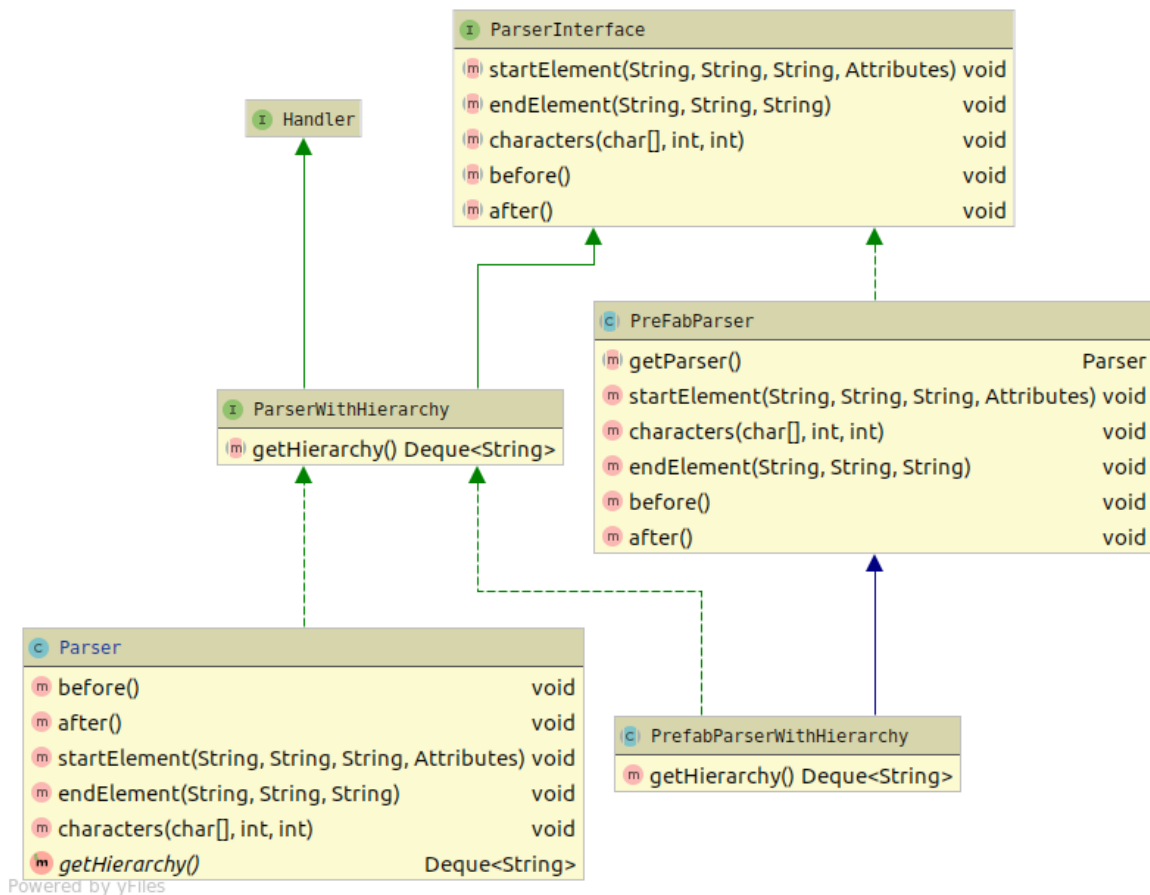 ParserInterface
startElement(String, String, String, Attributes) void
endElement(String, String, String) void
characters(char[], int, int) void
before() void
after() void
Handler
PreFabParser
getParser() Parser
startElement(String, String, String, Attributes) void
characters(char[], int, int) void
endElement(String, String, String) void
before() void
after() void
ParserWithHierarchy
getHierarchy() Deque<String>
Parser
before() void
after() void
startElement(String, String, String, Attributes) void
endElement(String, String, String) void
characters(char[], int, int) void
getHierarchy() Deque<String>
PrefabParserWithHierarchy
getHierarchy() Deque<String>
Powered by yFiles